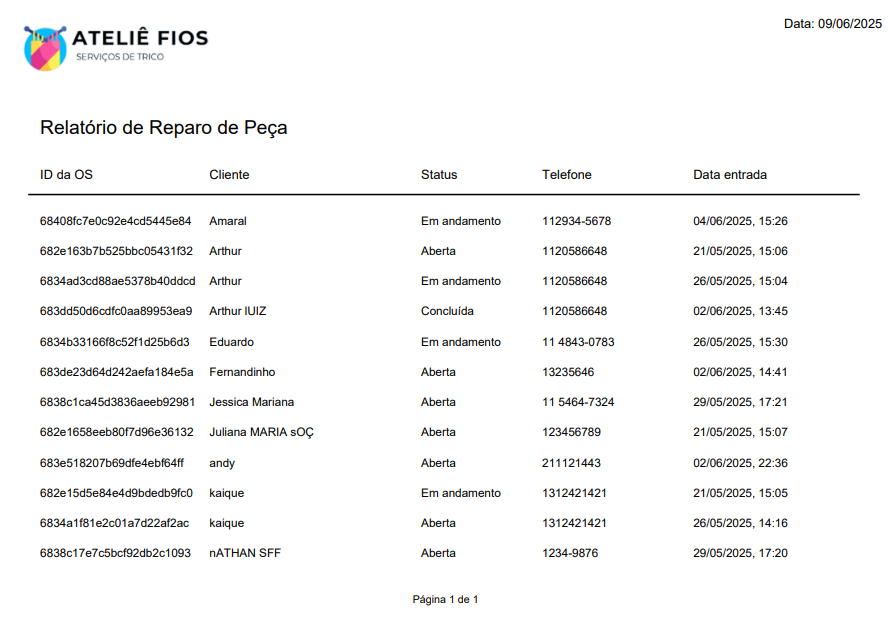 ATELIÊ FIOS
SERVIÇOS DE TRICO
Data: 09/06/2025
Relatório de Reparo de Peça
ID da OS Cliente Status Telefone Data entrada
68408fc7e0c92e4cd5445e84 Amaral Em andamento 112934-5678 04/06/2025, 15:26
682e163b7b525bbc05431f32 Arthur Aberta 1120586648 21/05/2025, 15:06
6834ad3cd88ae5378b40ddcd Arthur Em andamento 1120586648 26/05/2025, 15:04
683dd50d6cdfc0aa89953ea9 Arthur lUIZ Concluída 1120586648 02/06/2025, 13:45
6834b33166f8c52f1d25b6d3 Eduardo Em andamento 11 4843-0783 26/05/2025, 15:30
683de23d64d242aefa184e5a Fernandinho Aberta 13235646 02/06/2025, 14:41
6838c1ca45d3836aeeb92981 Jessica Mariana Aberta 11 5464-7324 29/05/2025, 17:21
682e1658eeb80f7d96e36132 Juliana MARIA sOÇ Aberta 123456789 21/05/2025, 15:07
683e518207b69dfe4ebf64ff andy Aberta 211121443 02/06/2025, 22:36
682e15d5e84e4d9bdedb9fc0 kaique Em andamento 1312421421 21/05/2025, 15:05
6834a1f81e2c01a7d22af2ac kaique Aberta 1312421421 26/05/2025, 14:16
6838c17e7c5bcf92db2c1093 nATHAN SFF Aberta 1234-9876 29/05/2025, 17:20
Página 1 de 1